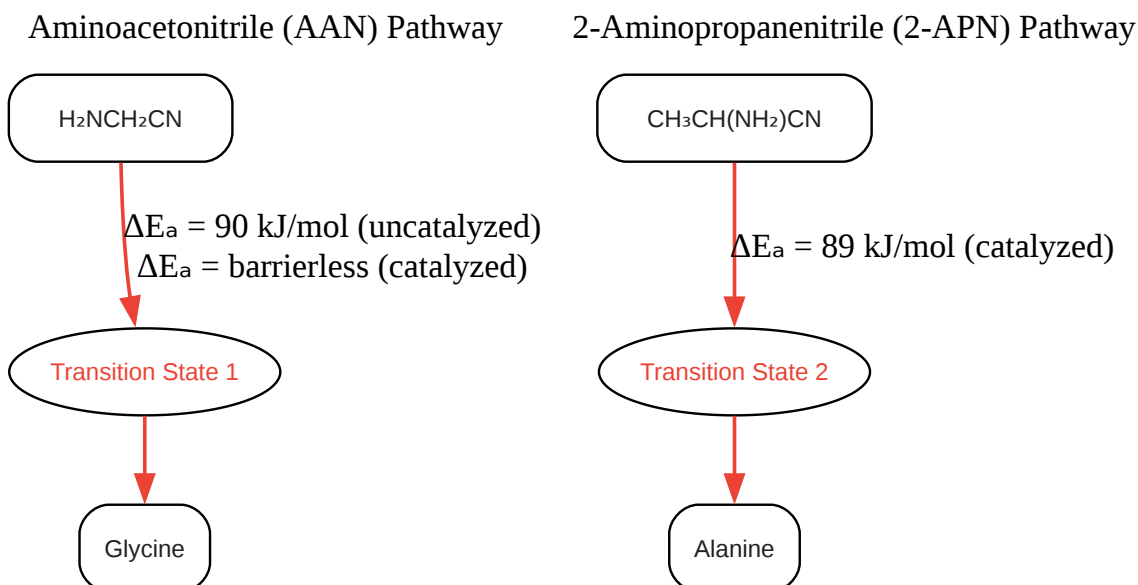 Aminoacetonitrile (AAN) Pathway
H₂NCH₂CN
ΔEₐ = 90 kJ/mol (uncatalyzed)
ΔEₐ = barrierless (catalyzed)
Transition State 1
Glycine
2-Aminopropanenitrile (2-APN) Pathway
CH₃CH(NH₂)CN
ΔEₐ = 89 kJ/mol (catalyzed)
Transition State 2
Alanine